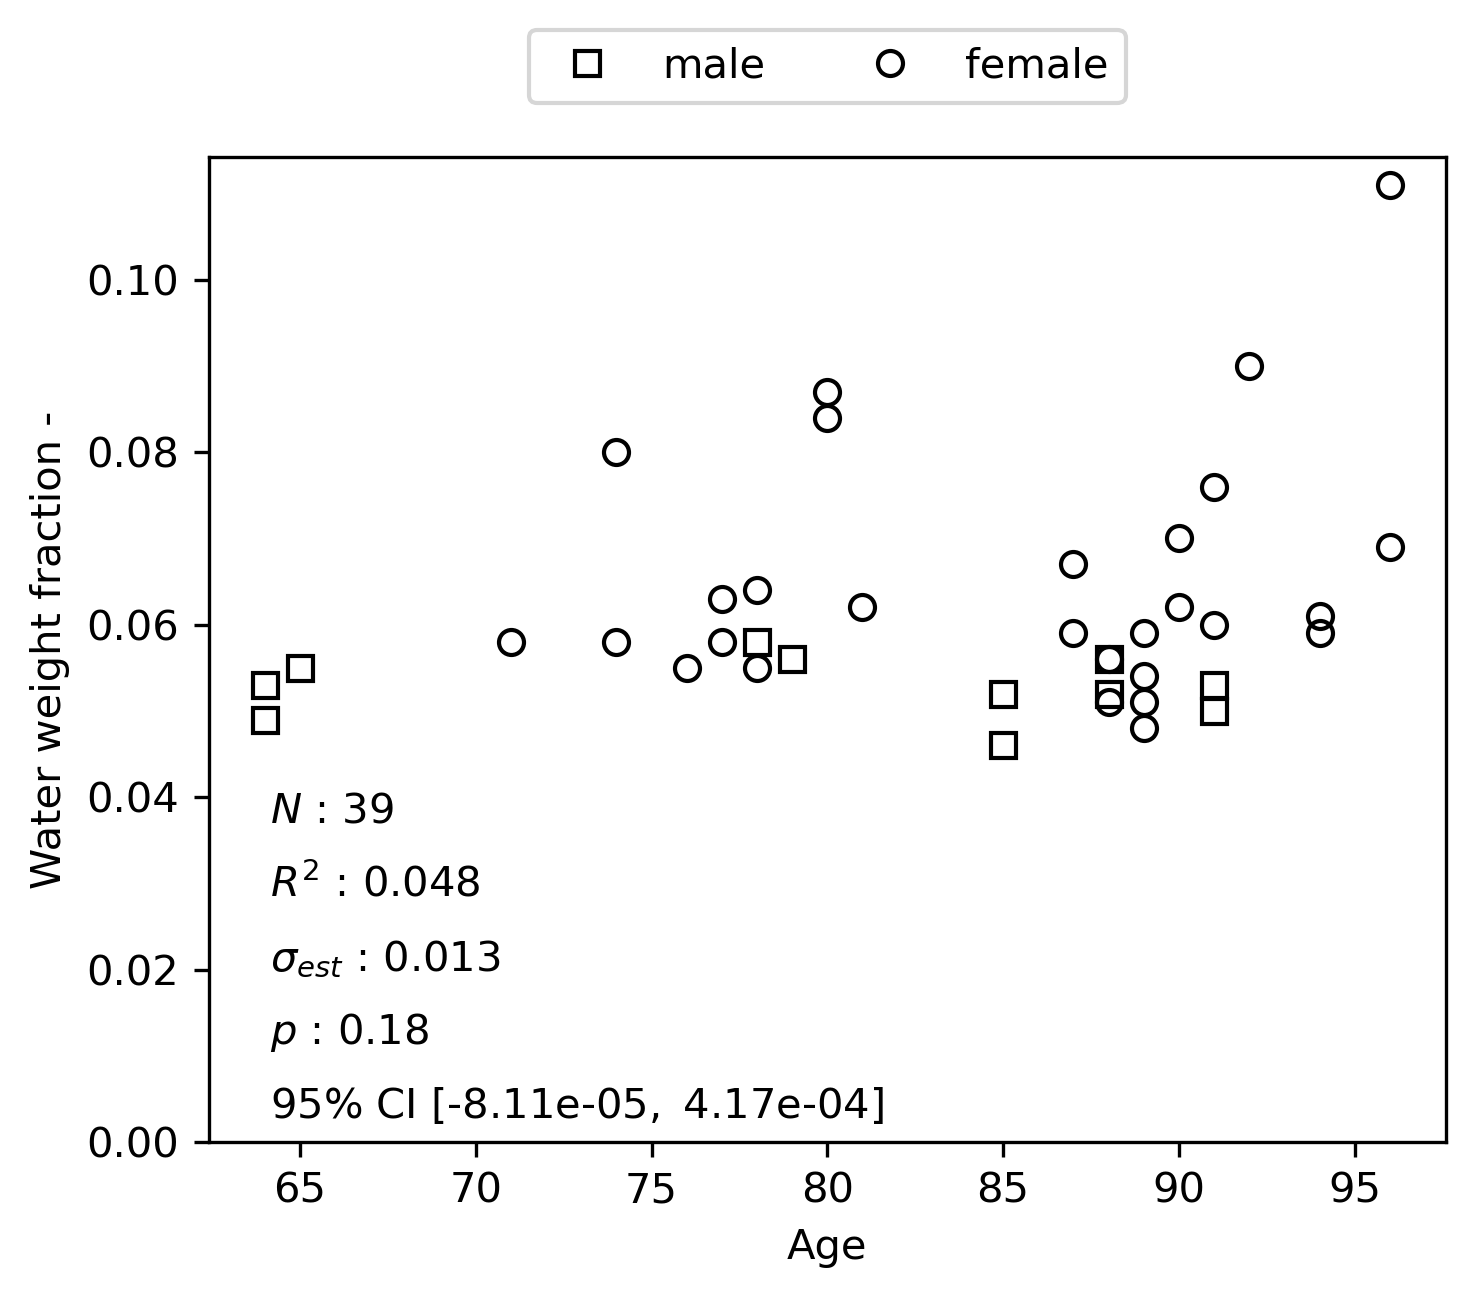 male female
0.10
0.08
0.06
0.04
0.02
0.00
Water weight fraction -
N : 39
R² : 0.048
σest : 0.013
p : 0.18
95% CI [-8.11e-05, 4.17e-04]
65 70 75 80 85 90 95
Age